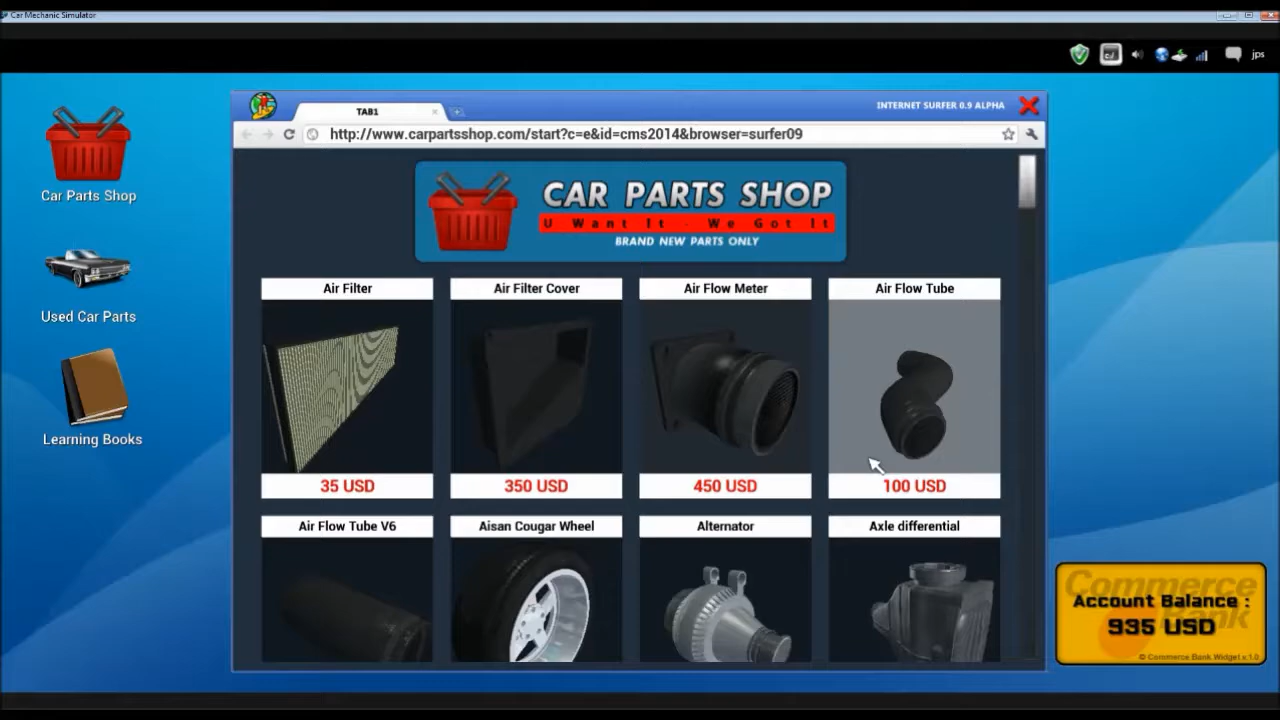 Car Mechanic Simulator
jps
Car Parts Shop
Used Car Parts
Learning Books
TAB1
INTERNET SURFER 0.9 ALPHA
http://www.carpartsshop.com/start?c=e&id=cms2014&browser=surfer09
CAR PARTS SHOP
U Want It - We Got It
BRAND NEW PARTS ONLY
Air Filter
Air Filter Cover
Air Flow Meter
Air Flow Tube
35 USD
350 USD
450 USD
100 USD
Air Flow Tube V6
Aisan Cougar Wheel
Alternator
Axle differential
Commerce
Bank
Account Balance :
935 USD
© Commerce Bank Widget v.1.0